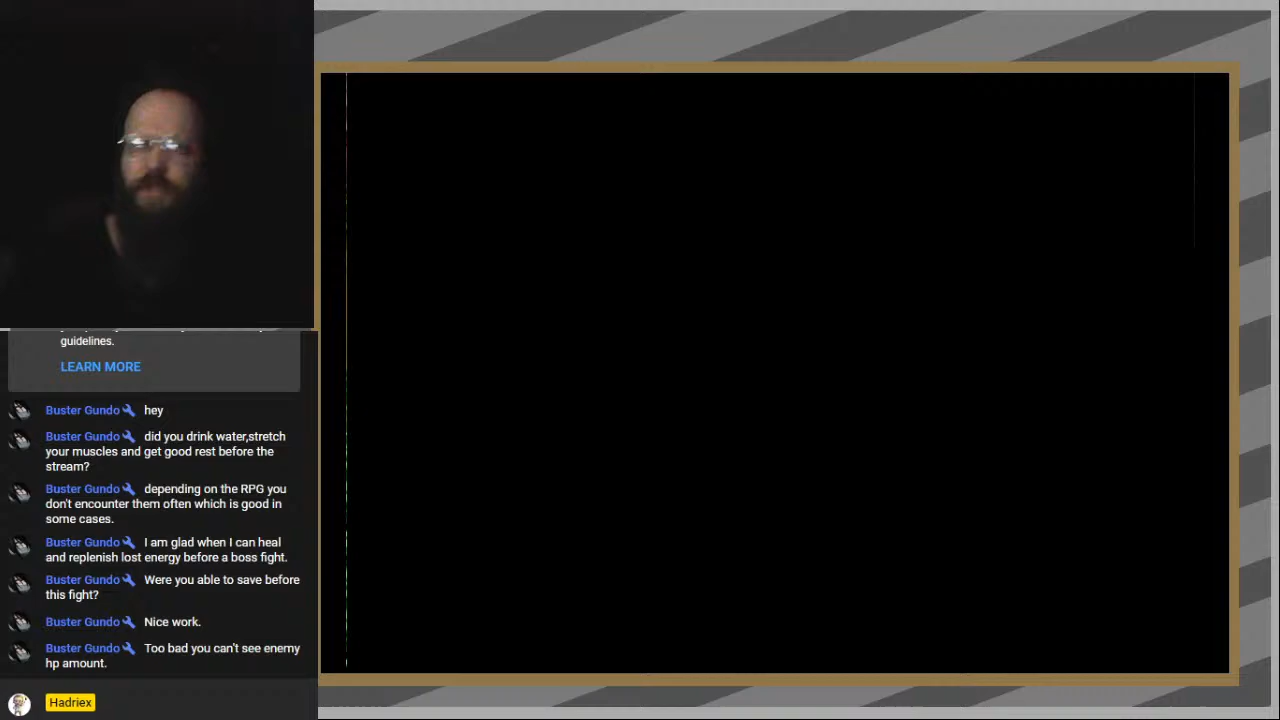 guidelines.
LEARN MORE
Buster Gundo hey
Buster Gundo did you drink water,stretch
your muscles and get good rest before the
stream?
Buster Gundo depending on the RPG you
don't encounter them often which is good in
some cases.
Buster Gundo I am glad when I can heal
and replenish lost energy before a boss fight.
Buster Gundo Were you able to save before
this fight?
Buster Gundo Nice work.
Buster Gundo Too bad you can't see enemy
hp amount.
Hadriex